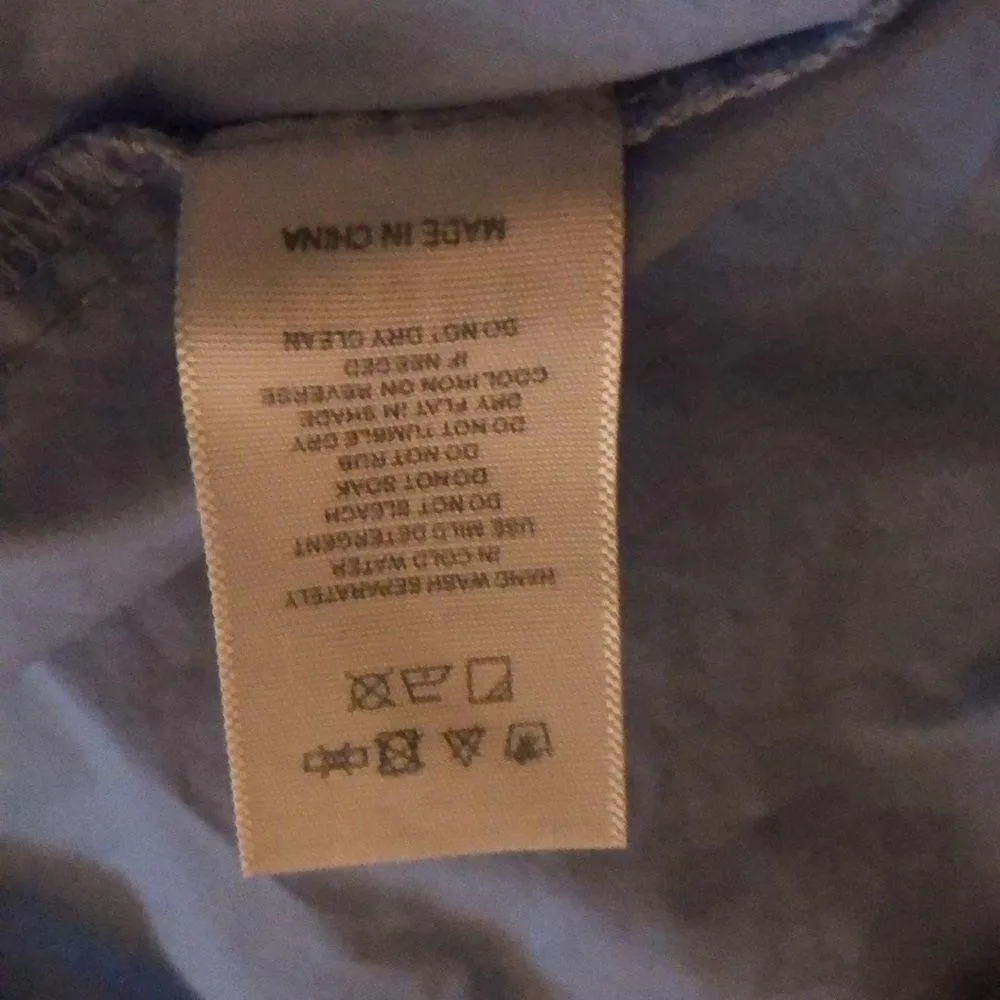 HAND WASH SEPARATELY
IN COLD WATER
USE MILD DETERGENT
DO NOT BLEACH
DO NOT SOAK
DO NOT RUB
DO NOT TUMBLE DRY
DRY FLAT IN SHADE
COOL IRON ON REVERSE
IF NEEDED
DO NOT DRY CLEAN
MADE IN CHINA